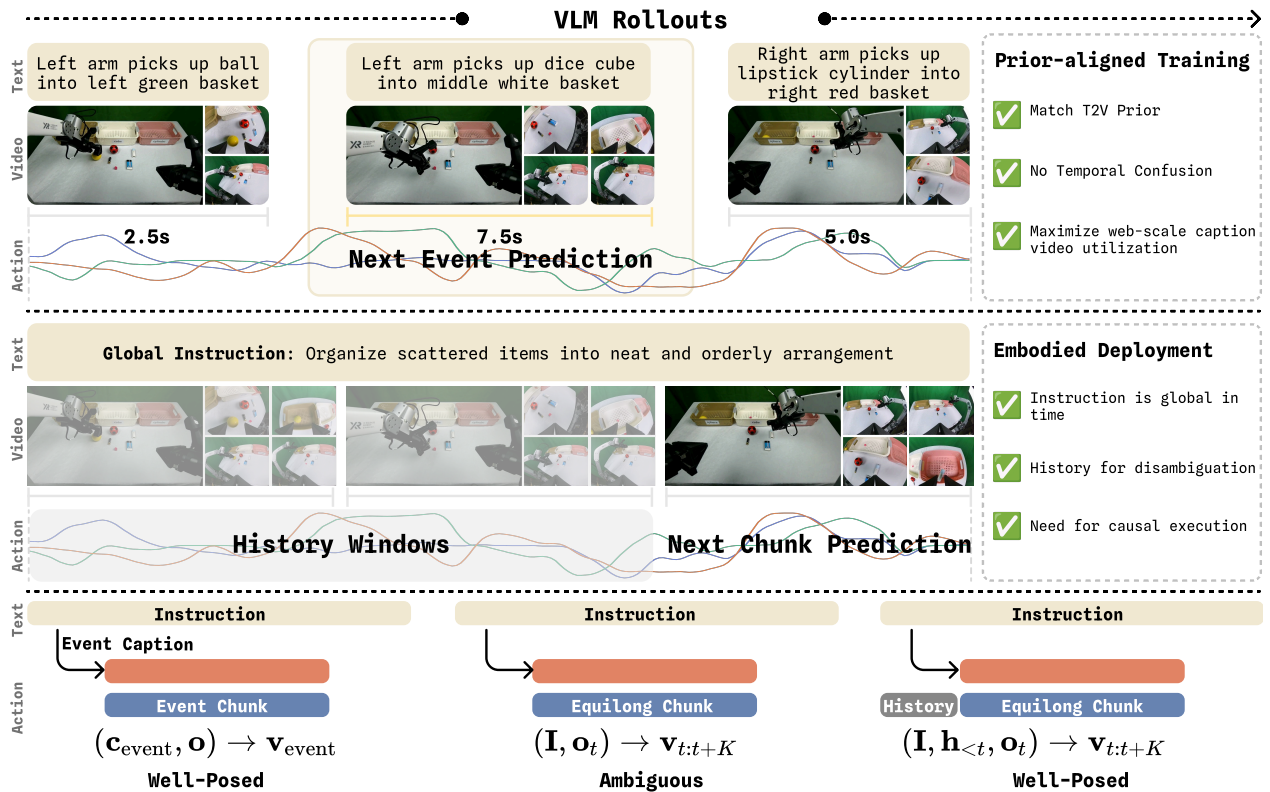 VLM Rollouts
Text
Left arm picks up ball
into left green basket
Left arm picks up dice cube
into middle white basket
Right arm picks up
lipstick cylinder into
right red basket
Video
2.5s
7.5s
5.0s
Action
Next Event Prediction
Prior-aligned Training
Match T2V Prior
No Temporal Confusion
Maximize web-scale caption
video utilization
Text
Global Instruction: Organize scattered items into neat and orderly arrangement
Video
Action
History Windows
Next Chunk Prediction
Embodied Deployment
Instruction is global in
time
History for disambiguation
Need for causal execution
Text
Instruction
Instruction
Instruction
Event Caption
Action
Event Chunk
Equilong Chunk
History
Equilong Chunk
(c_event, o) → v_event
(I, o_t) → v_{t:t+K}
(I, h_{<t}, o_t) → v_{t:t+K}
Well-Posed
Ambiguous
Well-Posed